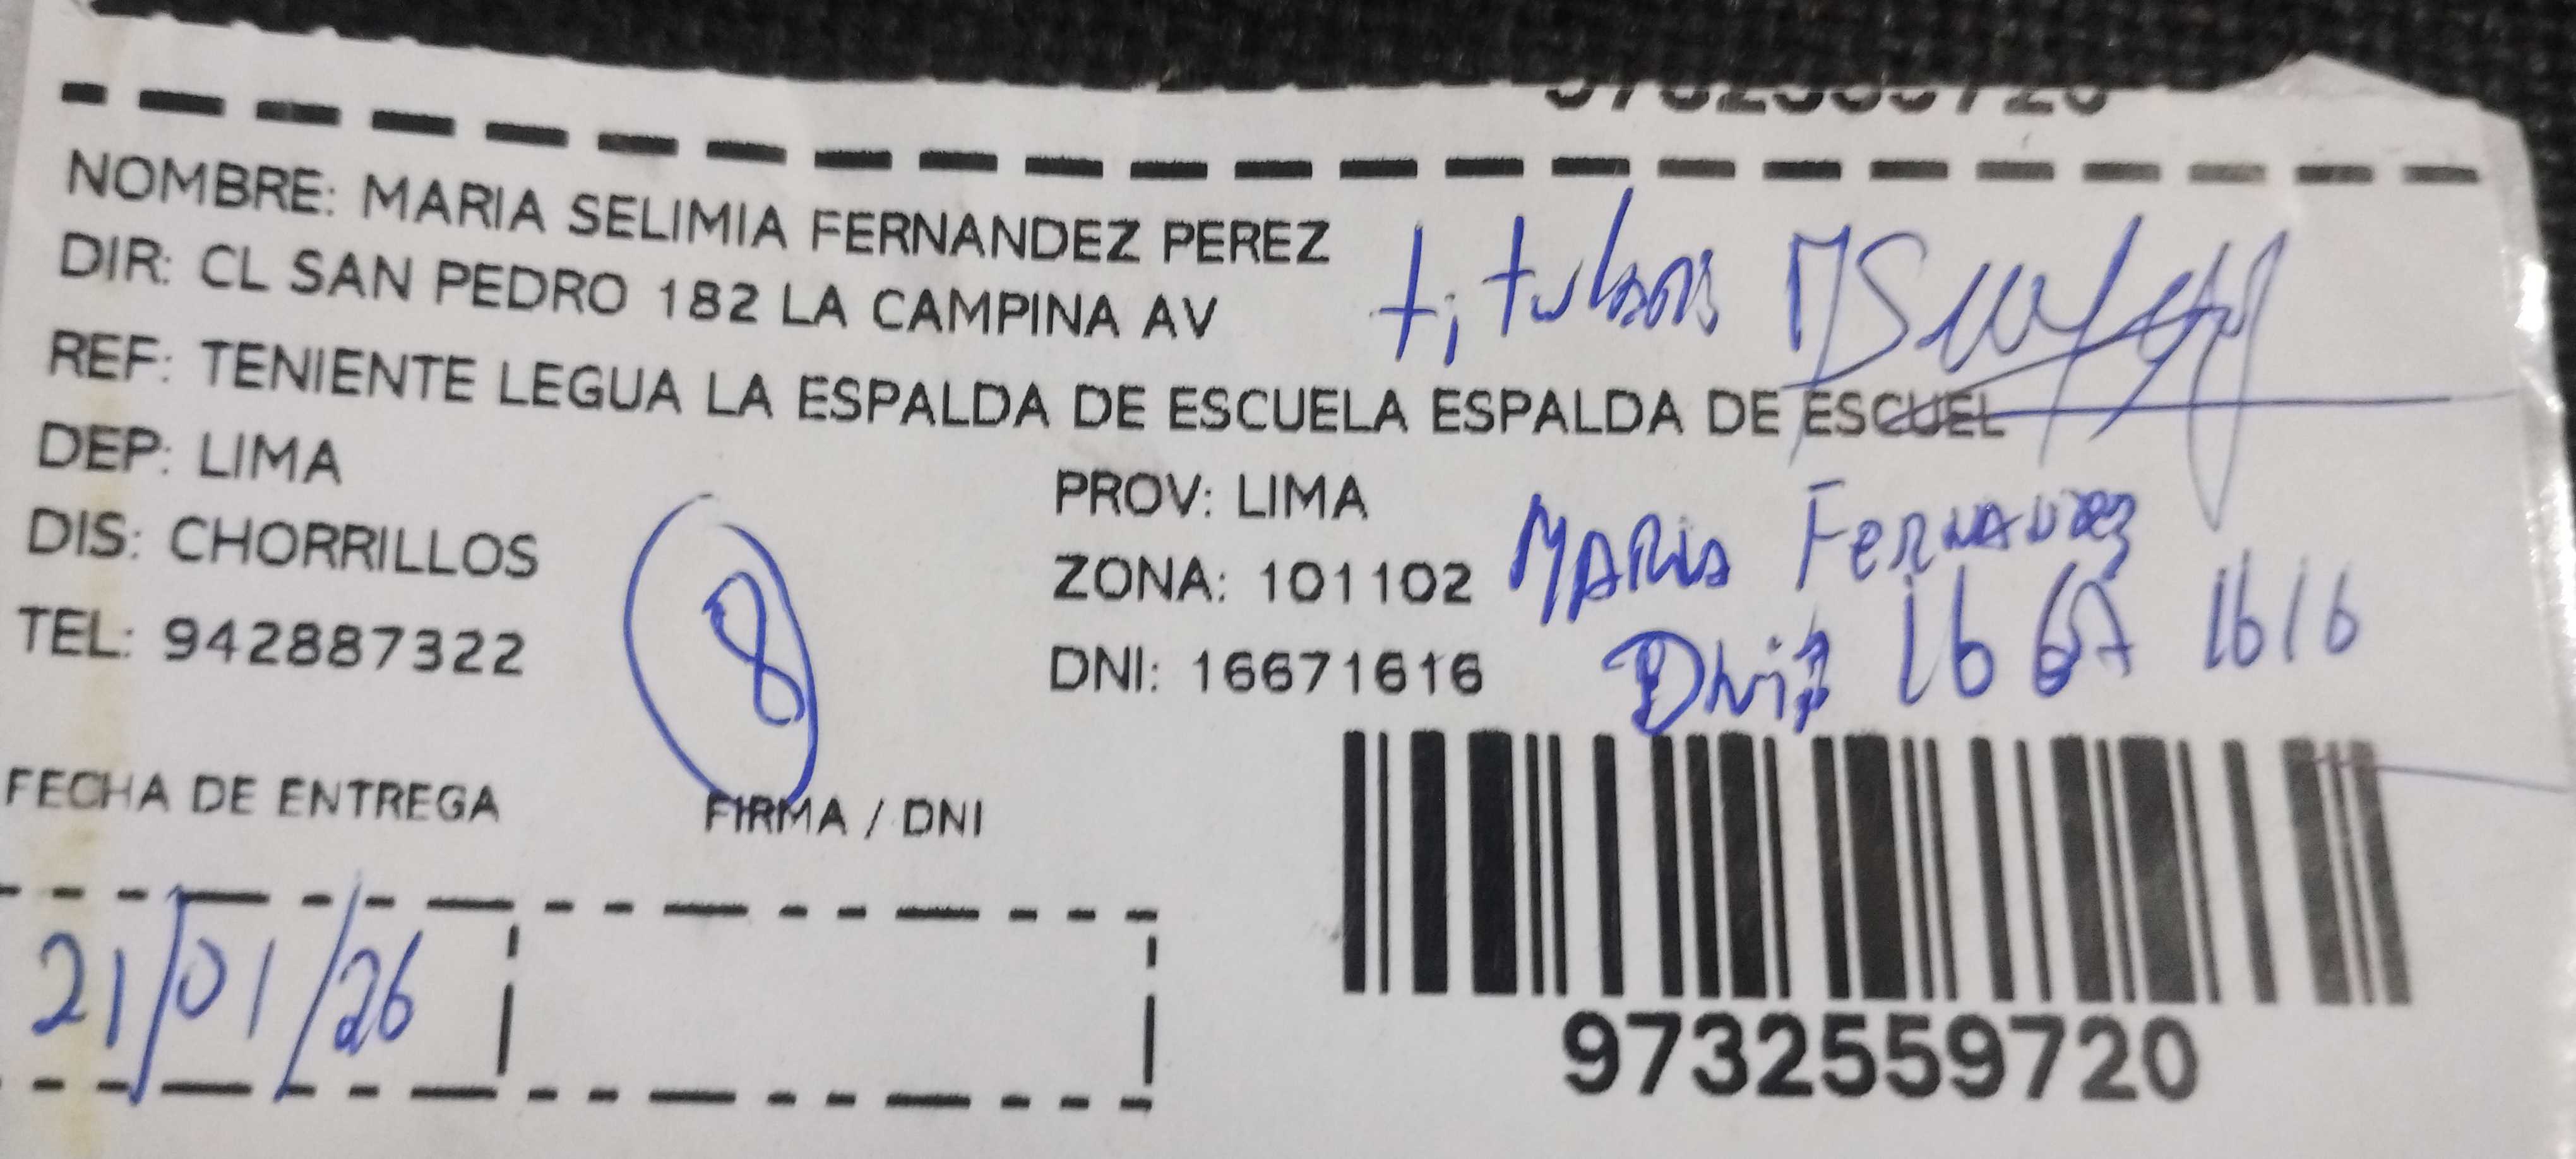 NOMBRE: MARIA SELIMIA FERNANDEZ PEREZ
DIR: CL SAN PEDRO 182 LA CAMPINA AV
REF: TENIENTE LEGUA LA ESPALDA DE ESCUELA ESPALDA DE ESCUEL
DEP: LIMA
PROV: LIMA
DIS: CHORRILLOS
ZONA: 101102
MARIA FERNANDEZ
TEL: 942887322
8
DNI: 16671616
DNI 16671616
FECHA DE ENTREGA
FIRMA / DNI
21/01/26
9732559720